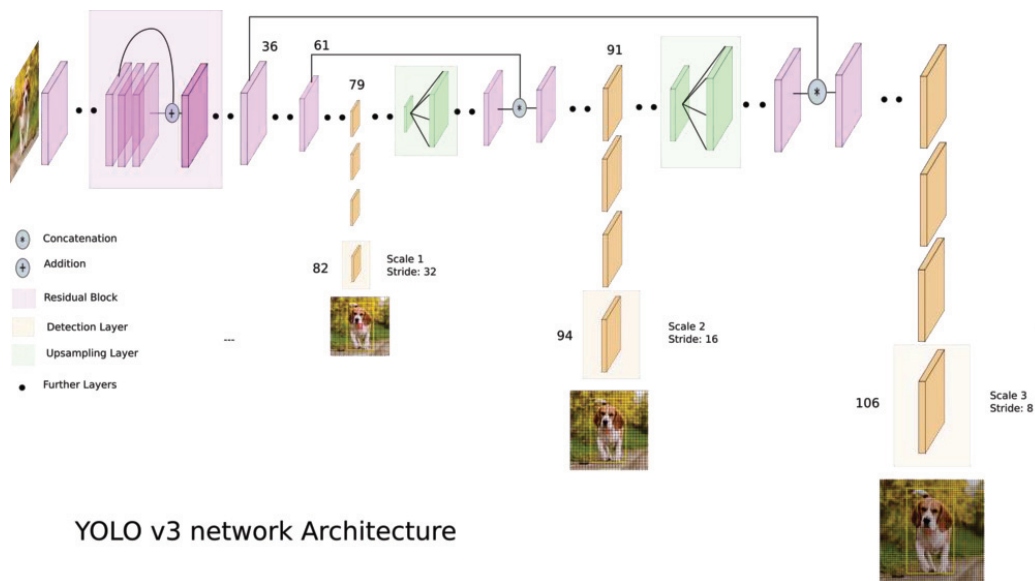 36
61
79
91
*
*
+
* Concatenation
+ Addition
Residual Block
Detection Layer
Upsampling Layer
Further Layers
---
82
Scale 1
Stride: 32
94
Scale 2
Stride: 16
106
Scale 3
Stride: 8
YOLO v3 network Architecture